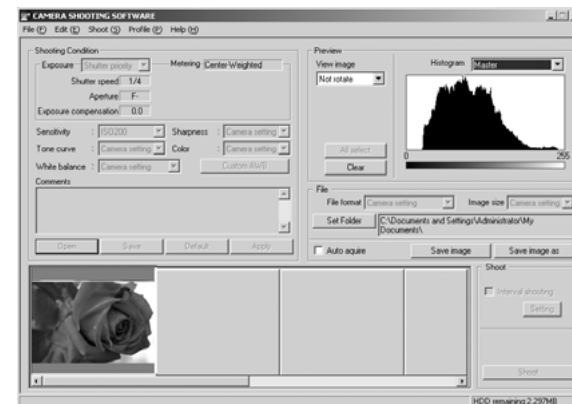 CAMERA SHOOTING SOFTWARE
File (F) Edit (E) Shoot (S) Profile (P) Help (H)
Shooting Condition
Exposure Shutter priority Metering Center-Weighted
Shutter speed 1/4
Aperture F-
Exposure compensation 0.0
Sensitivity : ISO200 Sharpness : Camera setting
Tone curve : Camera setting Color : Camera setting
White balance : Camera setting Custom AWB
Comments
Open Save Default Apply
Preview
View image Histogram Master
Not rotate
All select
Clear
0 255
File
File format Camera setting Image size Camera setting
Set Folder C:\Documents and Settings\Administrator\My
Documents\
Auto aquire Save image Save image as
Shoot
Interval shooting
Setting
Shoot
HDD remaining:2.297MB